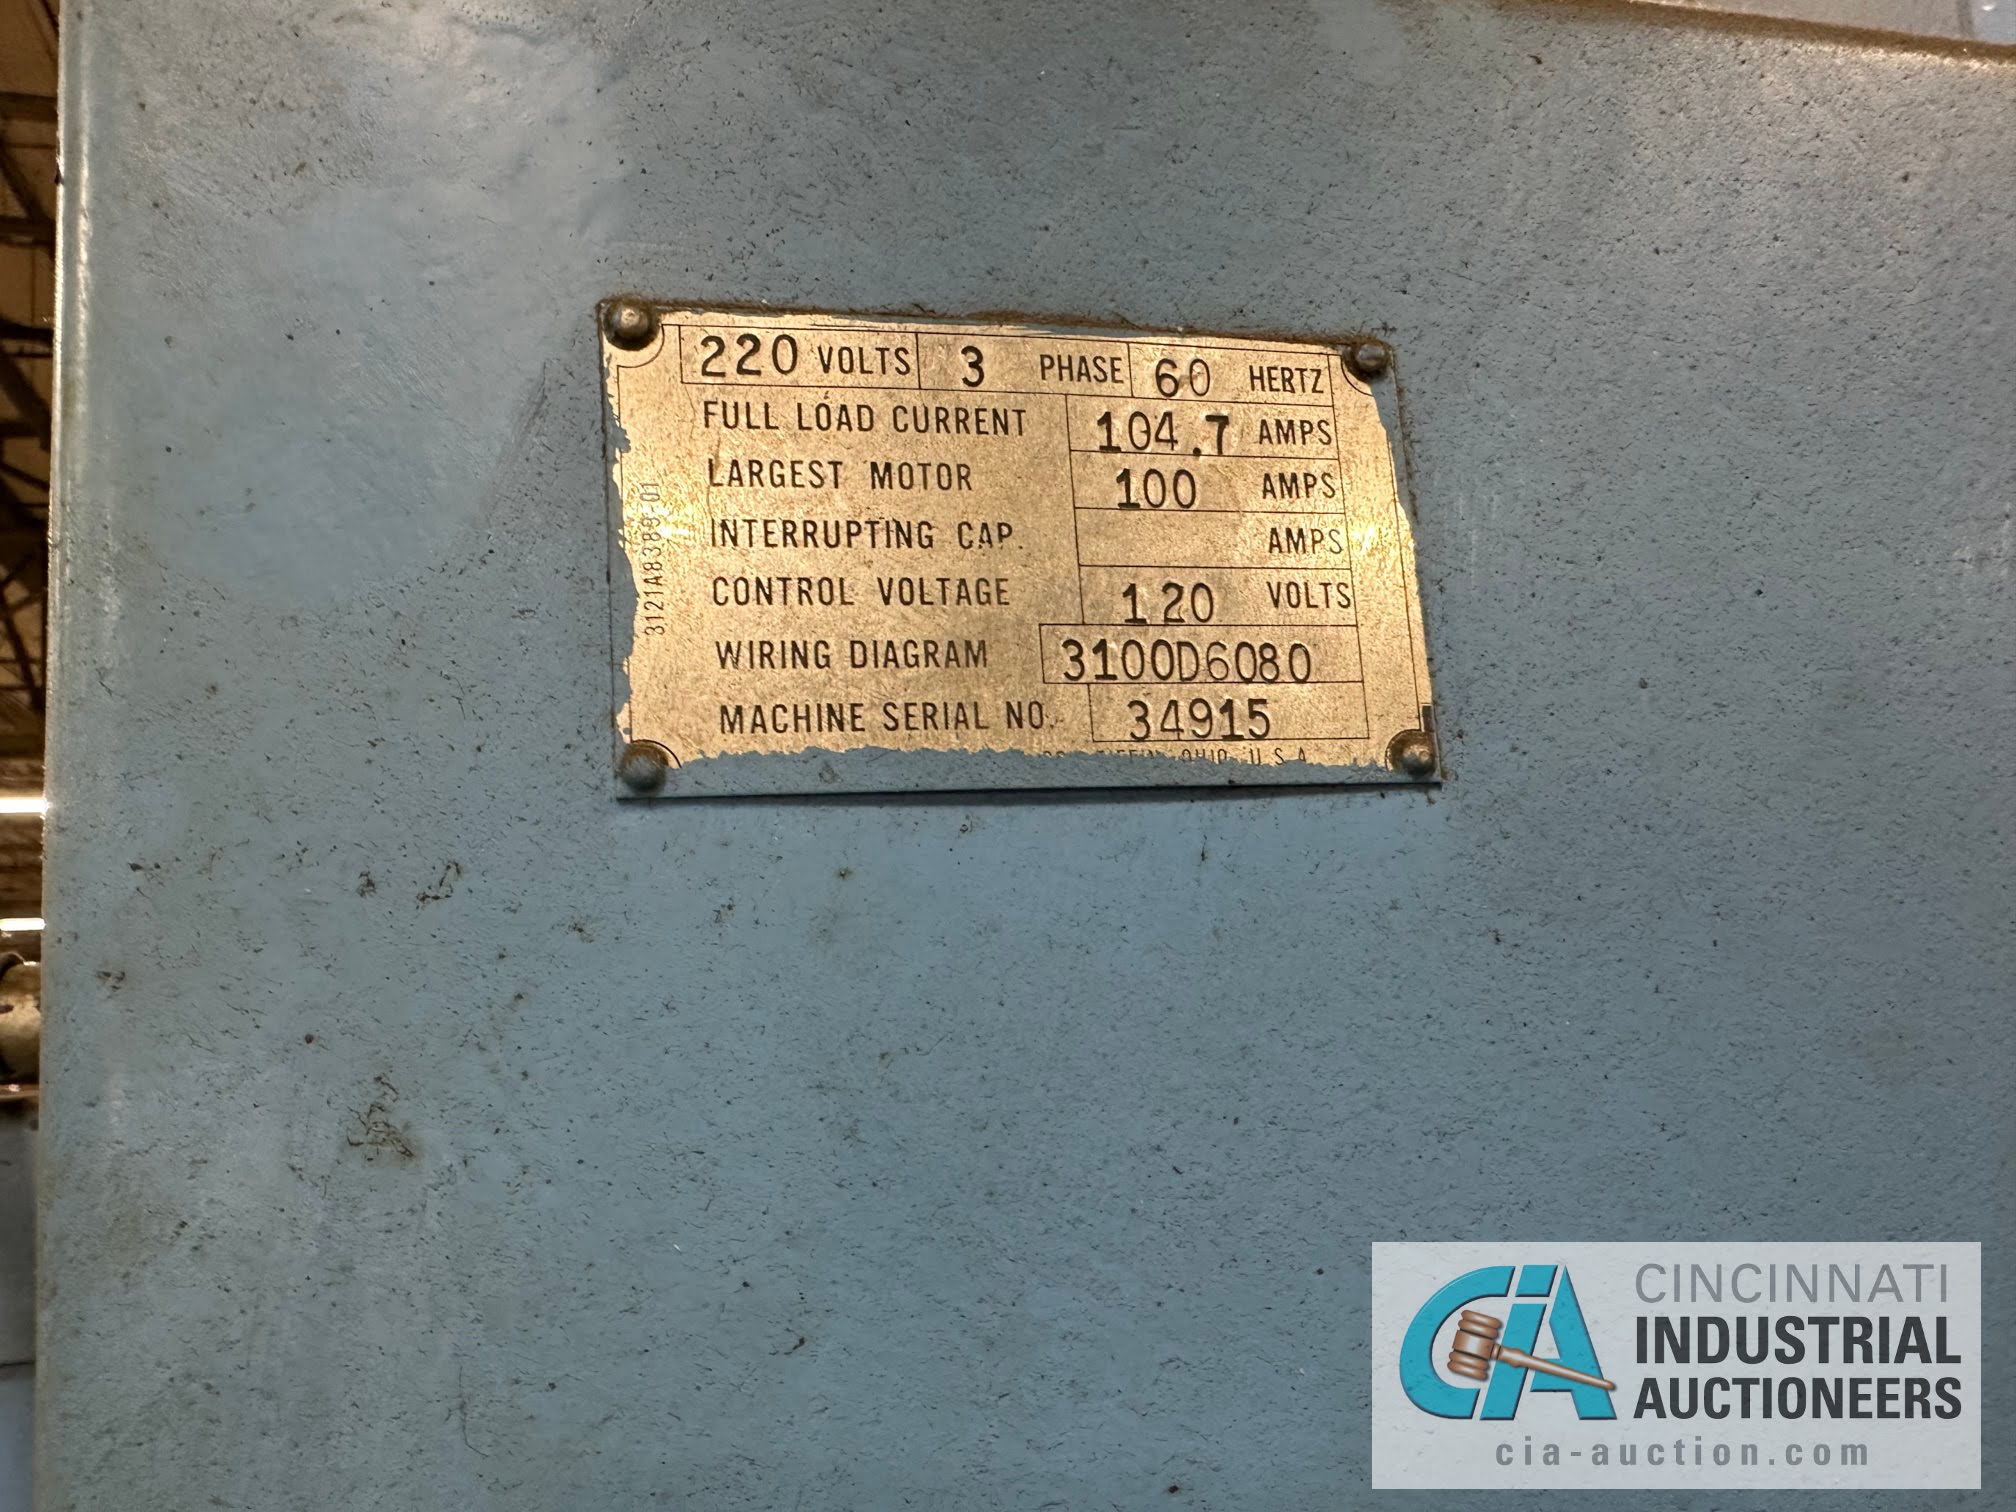 220 VOLTS 3 PHASE 60 HERTZ
FULL LOAD CURRENT 104.7 AMPS
LARGEST MOTOR 100 AMPS
INTERRUPTING CAP. AMPS
CONTROL VOLTAGE 120 VOLTS
WIRING DIAGRAM 3100D6080
MACHINE SERIAL NO. 34915
OHIO U.S.A.
CIA
CINCINNATI
INDUSTRIAL
AUCTIONEERS
cia-auction.com